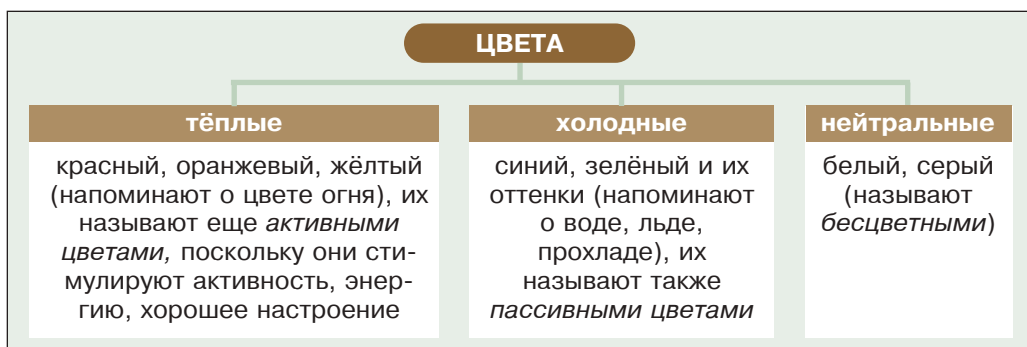 ЦВЕТА
тёплые
красный, оранжевый, жёлтый
(напоминают о цвете огня), их
называют еще активными
цветами, поскольку они сти-
мулируют активность, энер-
гию, хорошее настроение
холодные
синий, зелёный и их
оттенки (напоминают
о воде, льде,
прохладе), их
называют также
пассивными цветами
нейтральные
белый, серый
(называют
бесцветными)